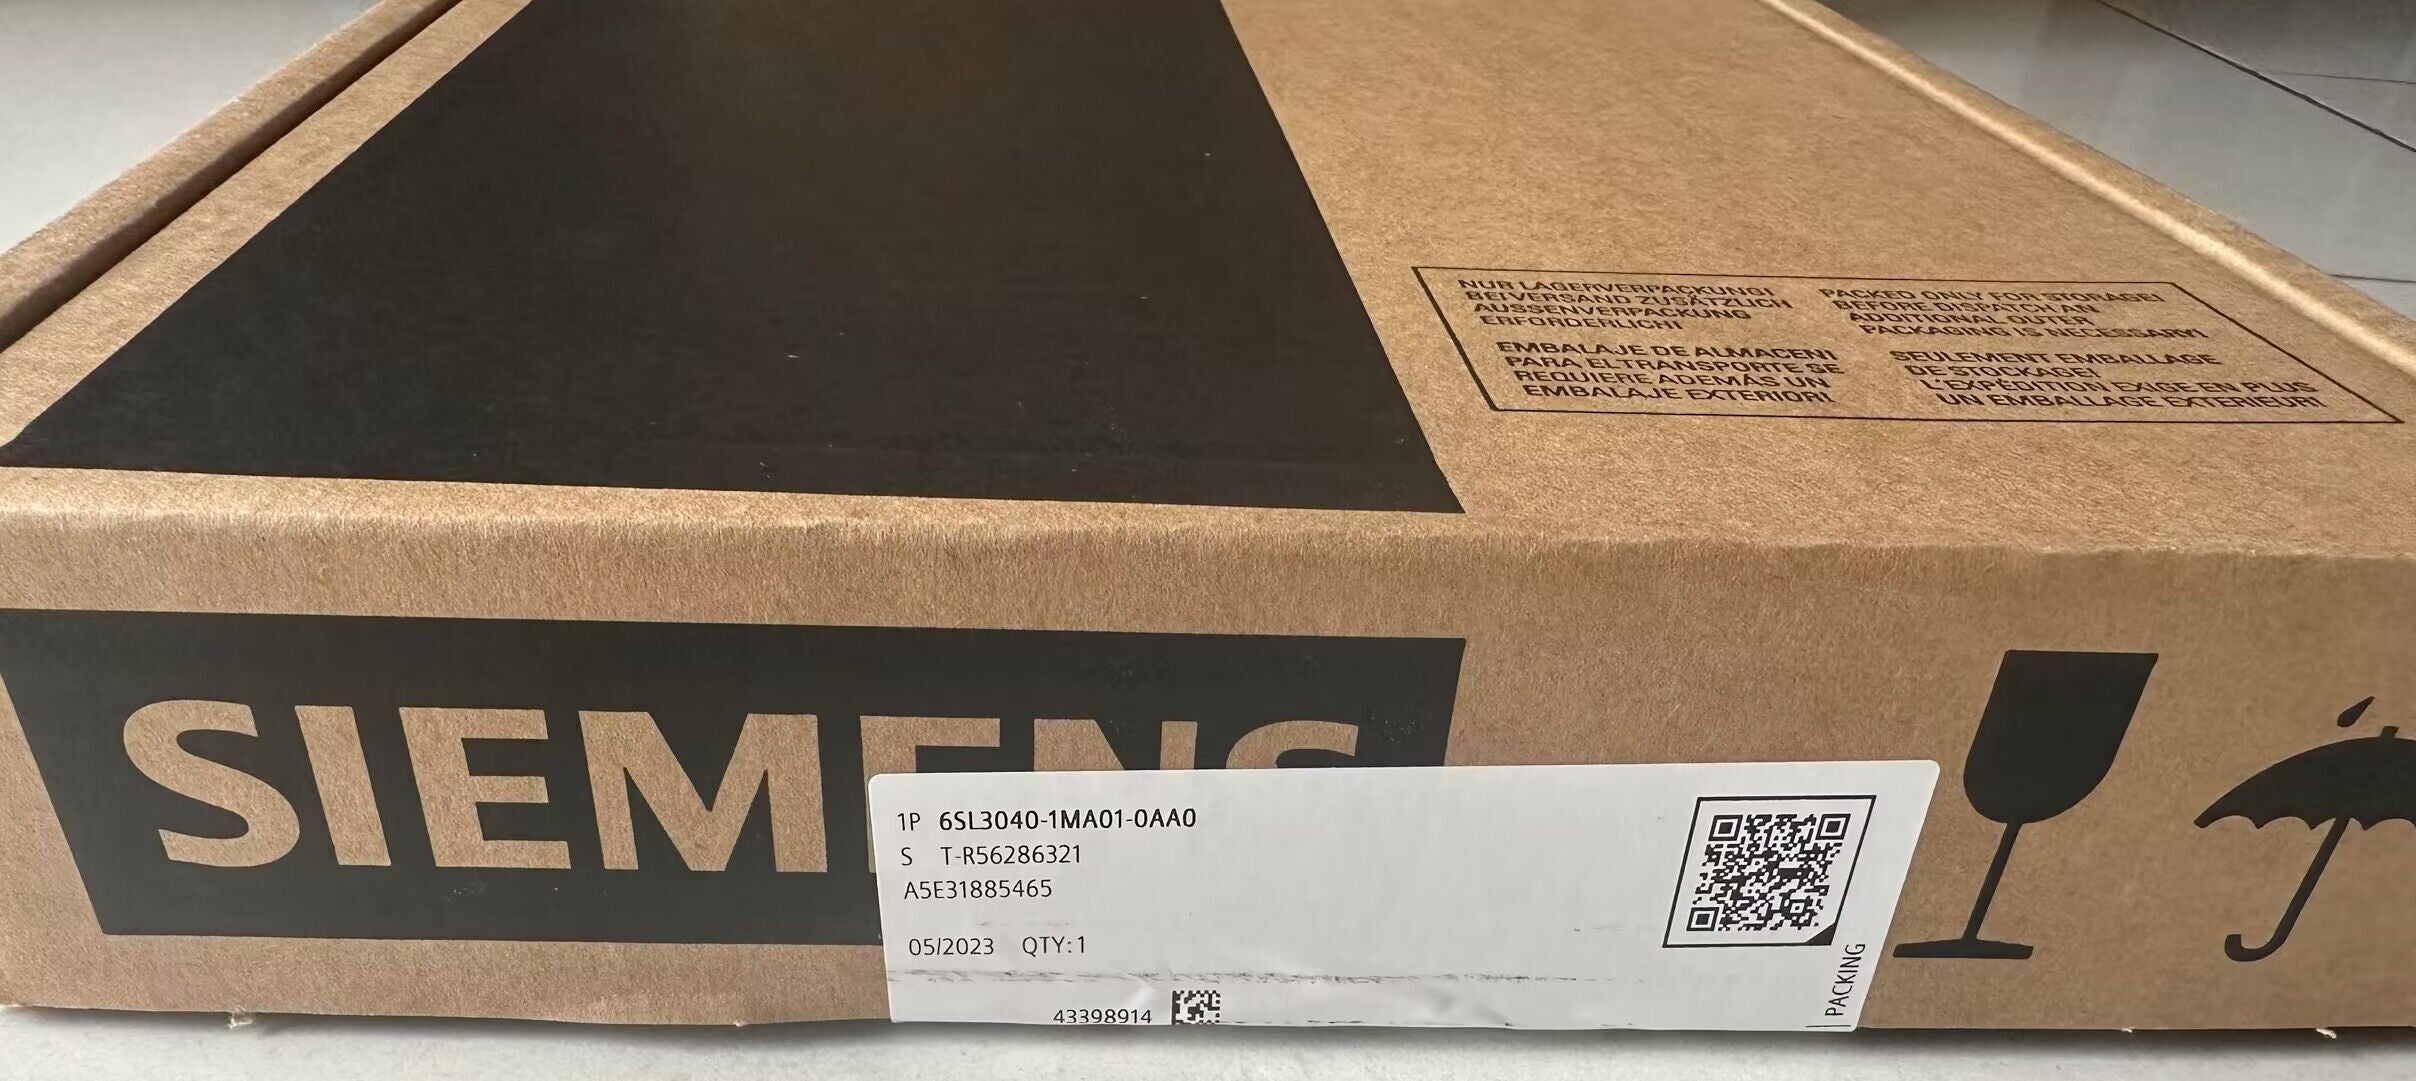 NUR LAGERVERPACKUNG!
BEI VERSAND ZUSÄTZLICH
AUSSENVERPACKUNG
ERFORDERLICH!
PACKED ONLY FOR STORAGE!
BEFORE DISPATCH AN
ADDITIONAL OUTER
PACKAGING IS NECESSARY!
EMBALAJE DE ALMACEN!
PARA EL TRANSPORTE SE
REQUIERE ADEMÁS UN
EMBALAJE EXTERIOR!
SEULEMENT EMBALLAGE
DE STOCKAGE!
L'EXPÉDITION EXIGE EN PLUS
UN EMBALLAGE EXTERIEUR!
SIEMENS
1P 6SL3040-1MA01-0AA0
S T-R56286321
A5E31885465
05/2023 QTY:1
43398914
PACKING